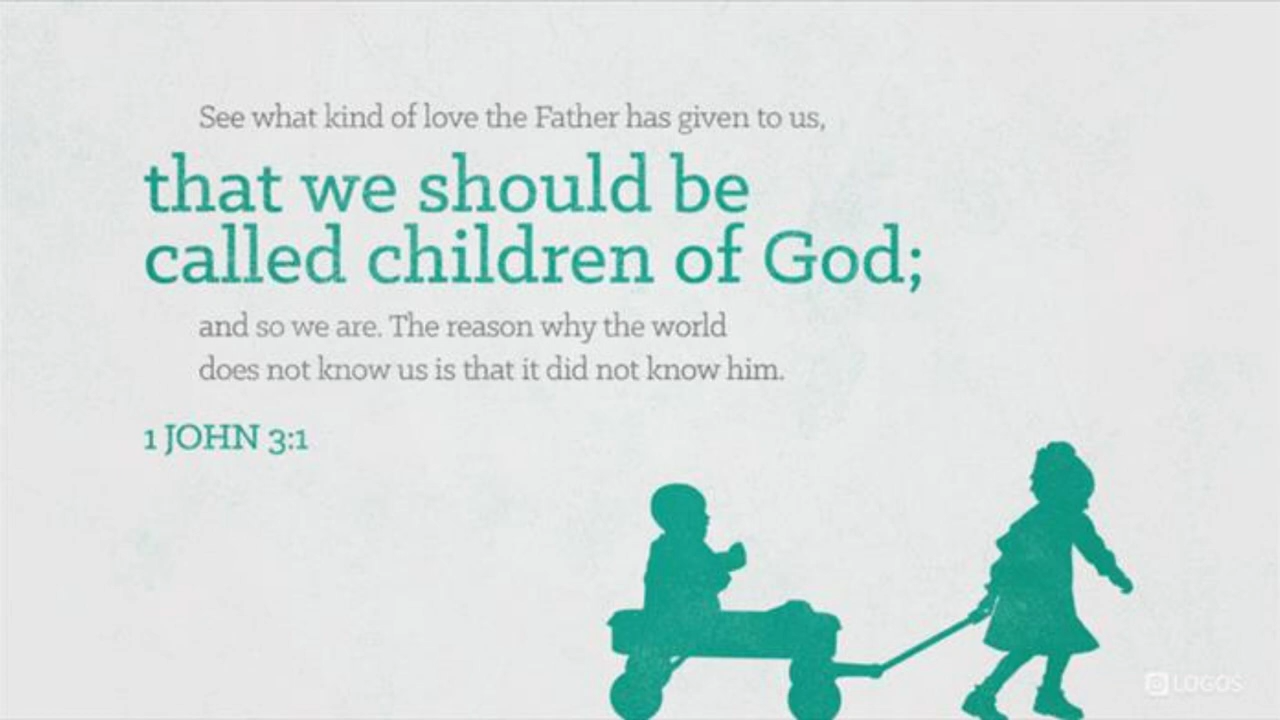 See what kind of love the Father has given to us,
that we should be
called children of God;
and so we are. The reason why the world
does not know us is that it did not know him.
1 JOHN 3:1
LOGOS